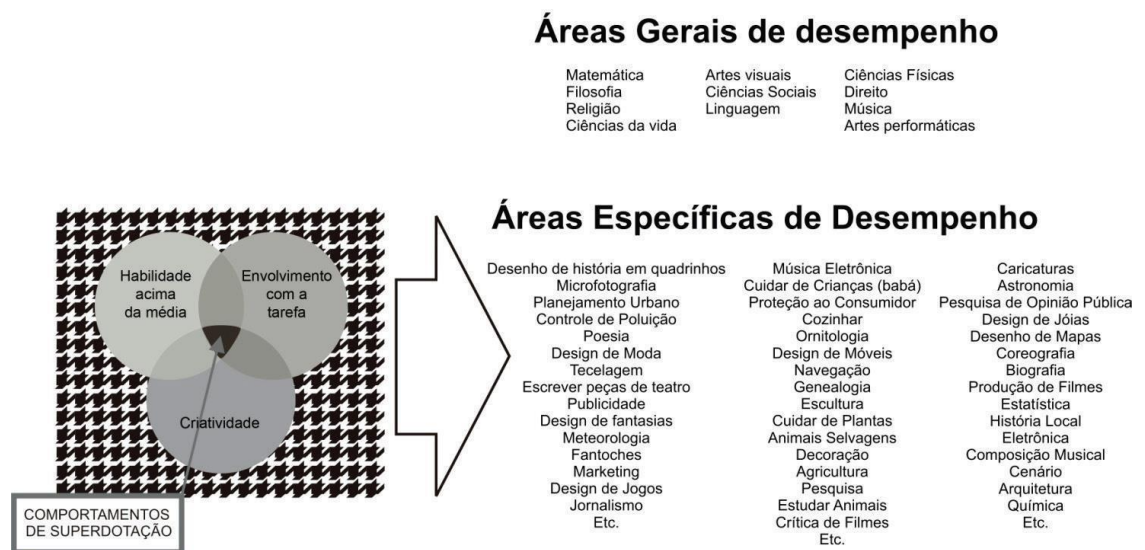 Áreas Gerais de desempenho
Matemática
Filosofia
Religião
Ciências da vida
Artes visuais
Ciências Sociais
Linguagem
Ciências Físicas
Direito
Música
Artes performáticas
Habilidade
acima
da média
Envolvimento
com a
tarefa
Criatividade
COMPORTAMENTOS
DE SUPERDOTAÇÃO
Áreas Específicas de Desempenho
Desenho de história em quadrinhos
Microfotografia
Planejamento Urbano
Controle de Poluição
Poesia
Design de Moda
Tecelagem
Escrever peças de teatro
Publicidade
Design de fantasias
Meteorologia
Fantoches
Marketing
Design de Jogos
Jornalismo
Etc.
Música Eletrônica
Cuidar de Crianças (babá)
Proteção ao Consumidor
Cozinhar
Ornitologia
Design de Móveis
Navegação
Genealogia
Escultura
Cuidar de Plantas
Animais Selvagens
Decoração
Agricultura
Pesquisa
Estudar Animais
Crítica de Filmes
Etc.
Caricaturas
Astronomia
Pesquisa de Opinião Pública
Design de Jóias
Desenho de Mapas
Coreografia
Biografia
Produção de Filmes
Estatística
História Local
Eletrônica
Composição Musical
Cenário
Arquitetura
Química
Etc.